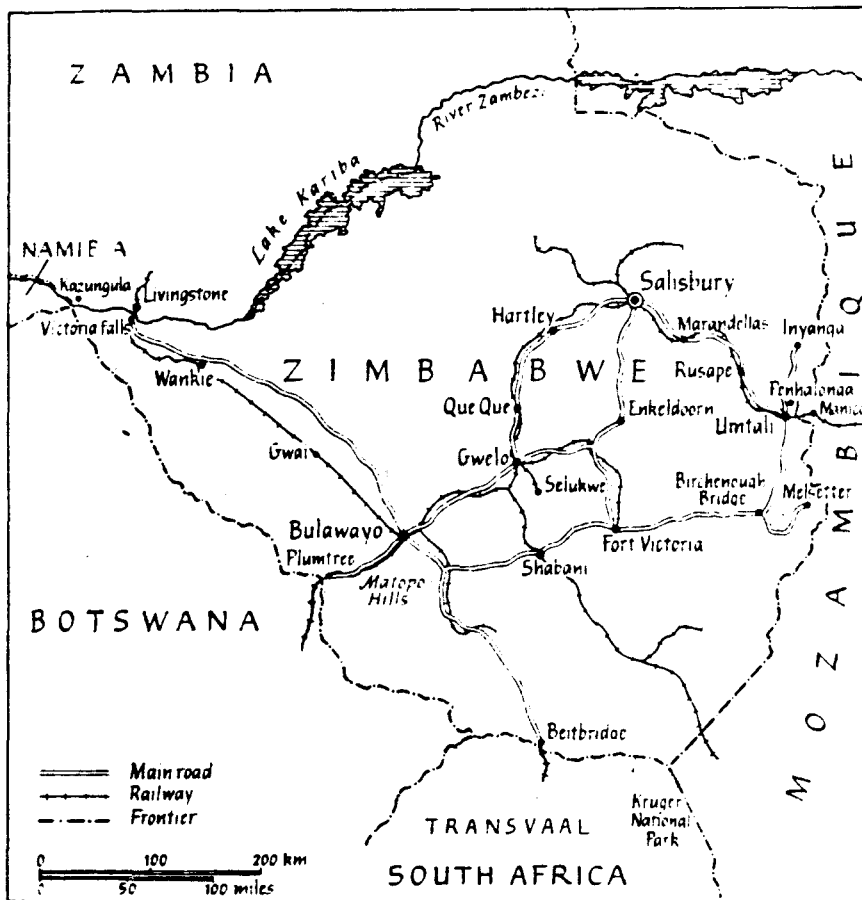 ZAMBIA
River Zambezi
Lake Kariba
NAMIBIA
Kazungula
Livingstone
Victoria Falls
Salisbury
Hartley
Marandellas
Inyanga
Wankie
ZIMBABWE
Rusape
Penhalonga
Que Que
Enkeldoorn
Umtali
Manica
MOZAMBIQUE
Gwai
Gwelo
Selukwe
Birchenough
Bridge
Melsetter
Bulawayo
Plumtree
Fort Victoria
Matopo
Hills
Shabani
BOTSWANA
Beitbridge
Main road
Railway
Frontier
Kruger
National
Park
TRANSVAAL
0 100 200 km
0 50 100 miles
SOUTH AFRICA